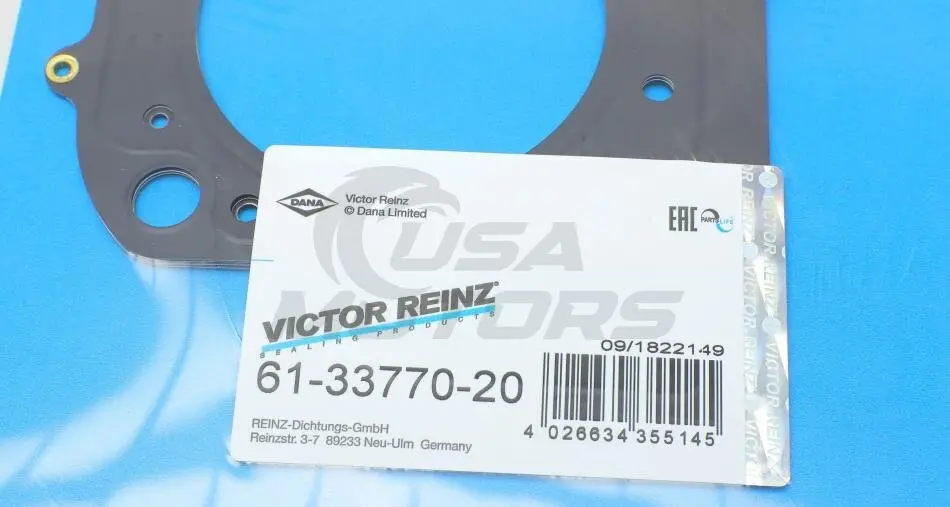 DANA
Victor Reinz
© Dana Limited
EAC PARTSLIFE
USA
MOTORS
VICTOR REINZ®
SEALING PRODUCTS
09/1822149
61-33770-20
4 026634 355145
REINZ-Dichtungs-GmbH
Reinzstr. 3-7 89233 Neu-Ulm Germany
VICTOR REINZ
VICTOR REINZ